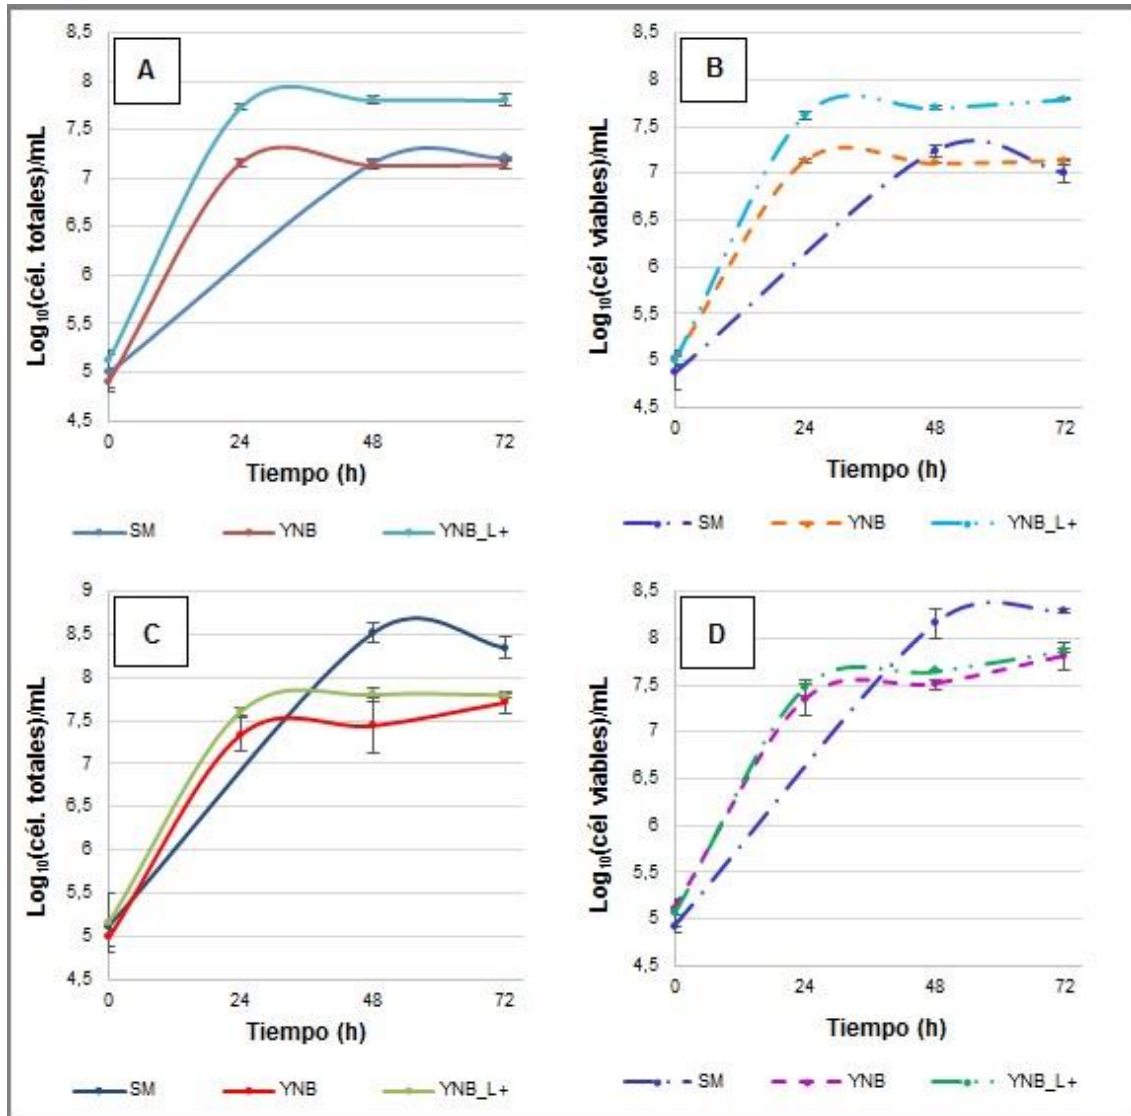 A
8,5
8
7,5
7
6,5
6
5,5
5
4,5
Log₁₀(cél. totales)/mL
0 24 48 72
Tiempo (h)
SM YNB YNB_L+
B
8,5
8
7,5
7
6,5
6
5,5
5
4,5
Log₁₀(cél viables)/mL
0 24 48 72
Tiempo (h)
SM YNB YNB_L+
C
9
8,5
8
7,5
7
6,5
6
5,5
5
4,5
Log₁₀(cél. totales)/mL
0 24 48 72
Tiempo (h)
SM YNB YNB_L+
D
8,5
8
7,5
7
6,5
6
5,5
5
4,5
Log₁₀(cél viables)/mL
0 24 48 72
Tiempo (h)
SM YNB YNB_L+